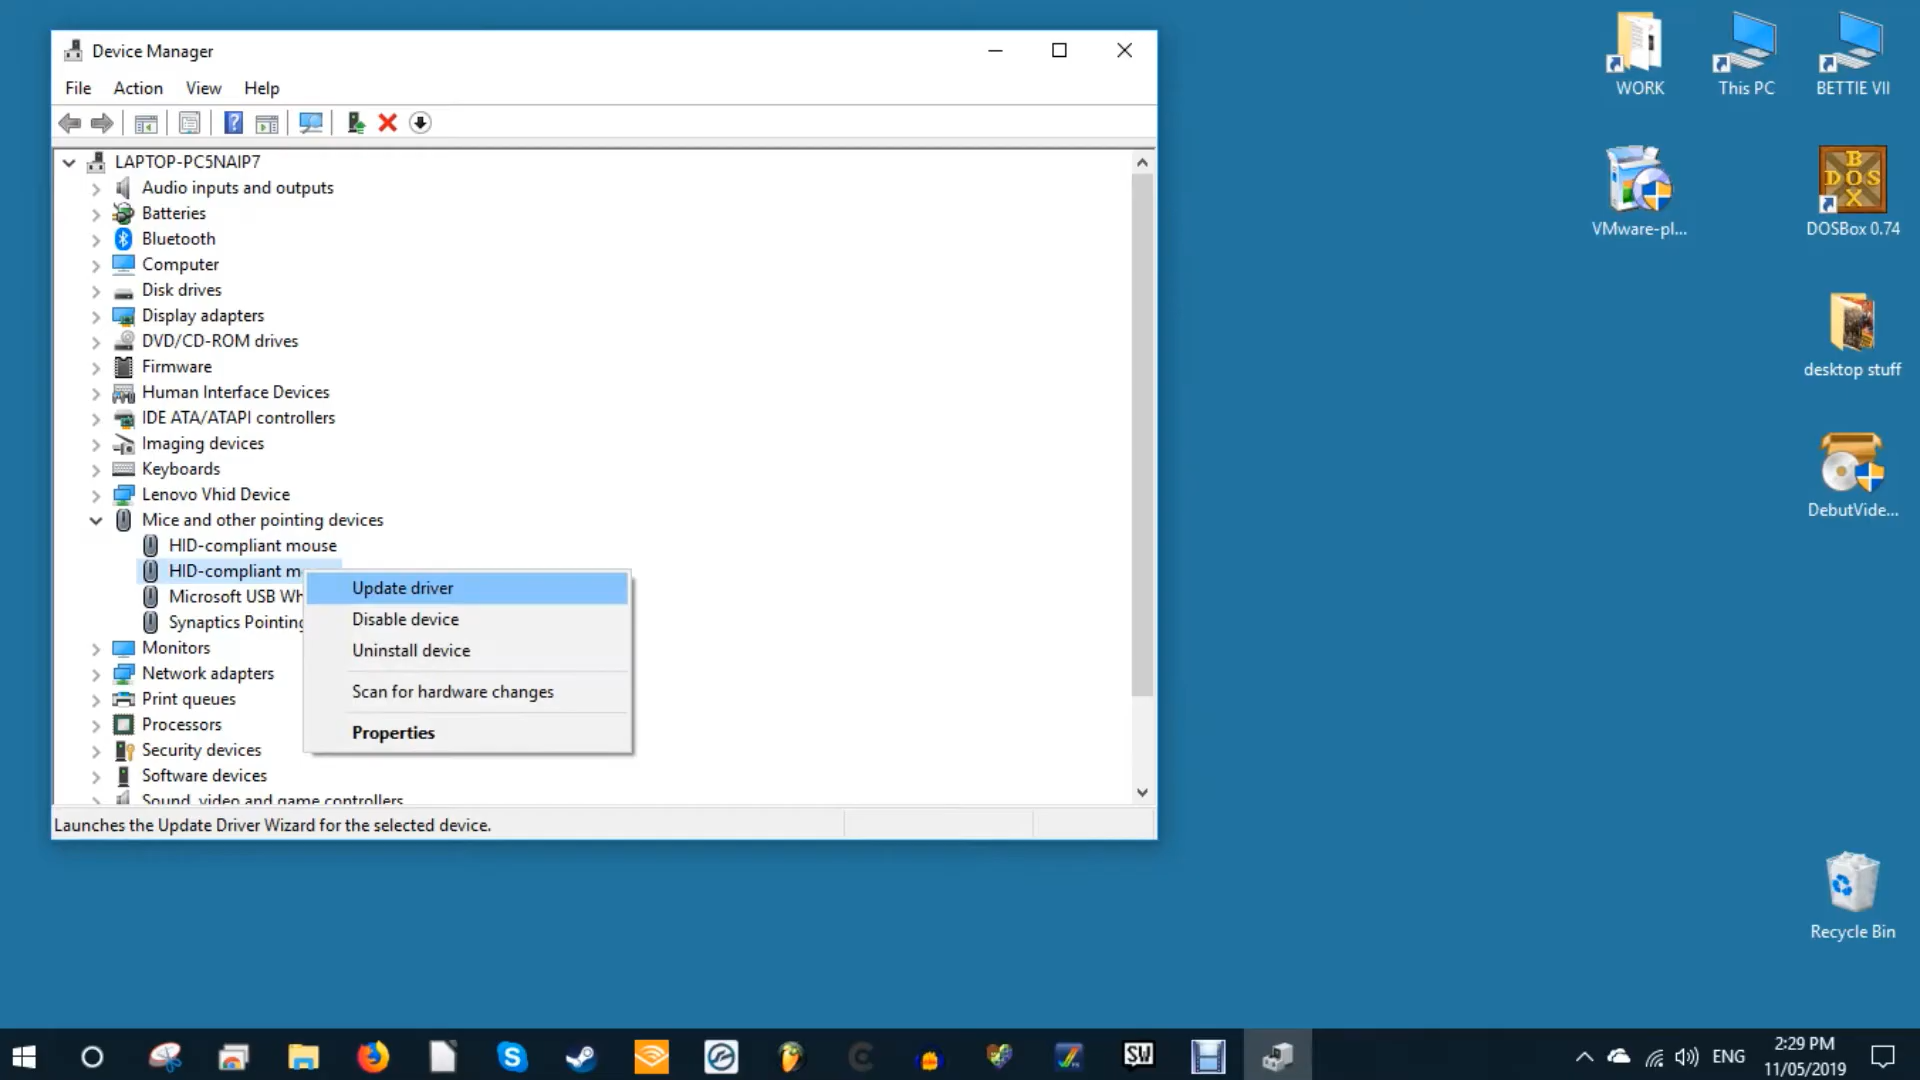 Device Manager
File Action View Help
LAPTOP-PC5NAIP7
Audio inputs and outputs
Batteries
Bluetooth
Computer
Disk drives
Display adapters
DVD/CD-ROM drives
Firmware
Human Interface Devices
IDE ATA/ATAPI controllers
Imaging devices
Keyboards
Lenovo Vhid Device
Mice and other pointing devices
HID-compliant mouse
HID-compliant m
Microsoft USB Wh
Synaptics Pointing
Monitors
Network adapters
Print queues
Processors
Security devices
Software devices
Sound, video and game controllers
Update driver
Disable device
Uninstall device
Scan for hardware changes
Properties
Launches the Update Driver Wizard for the selected device.
WORK
This PC
BETTIE VII
VMware-pl...
BOX
DOS
DOSBox 0.74
desktop stuff
DebutVide...
Recycle Bin
SW
ENG
2:29 PM
11/05/2019